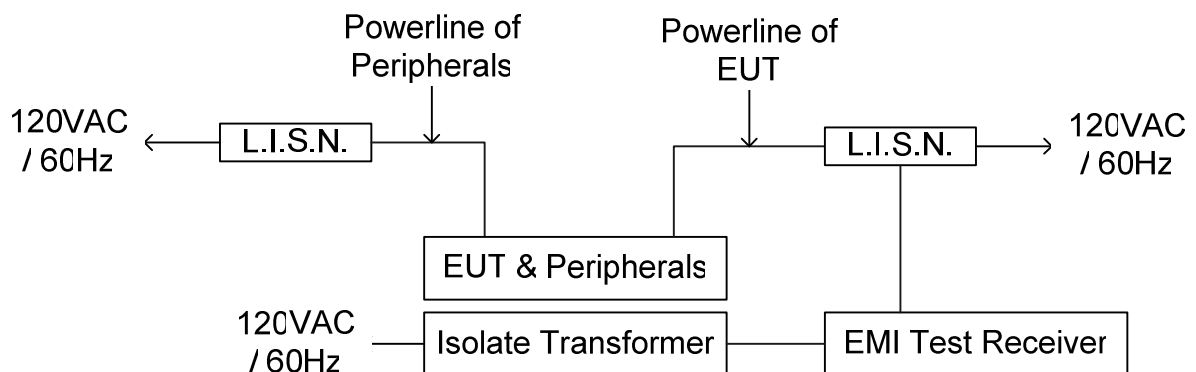 Powerline of
Peripherals
Powerline of
EUT
120VAC
/ 60Hz
L.I.S.N.
L.I.S.N.
120VAC
/ 60Hz
EUT & Peripherals
120VAC
/ 60Hz
Isolate Transformer
EMI Test Receiver